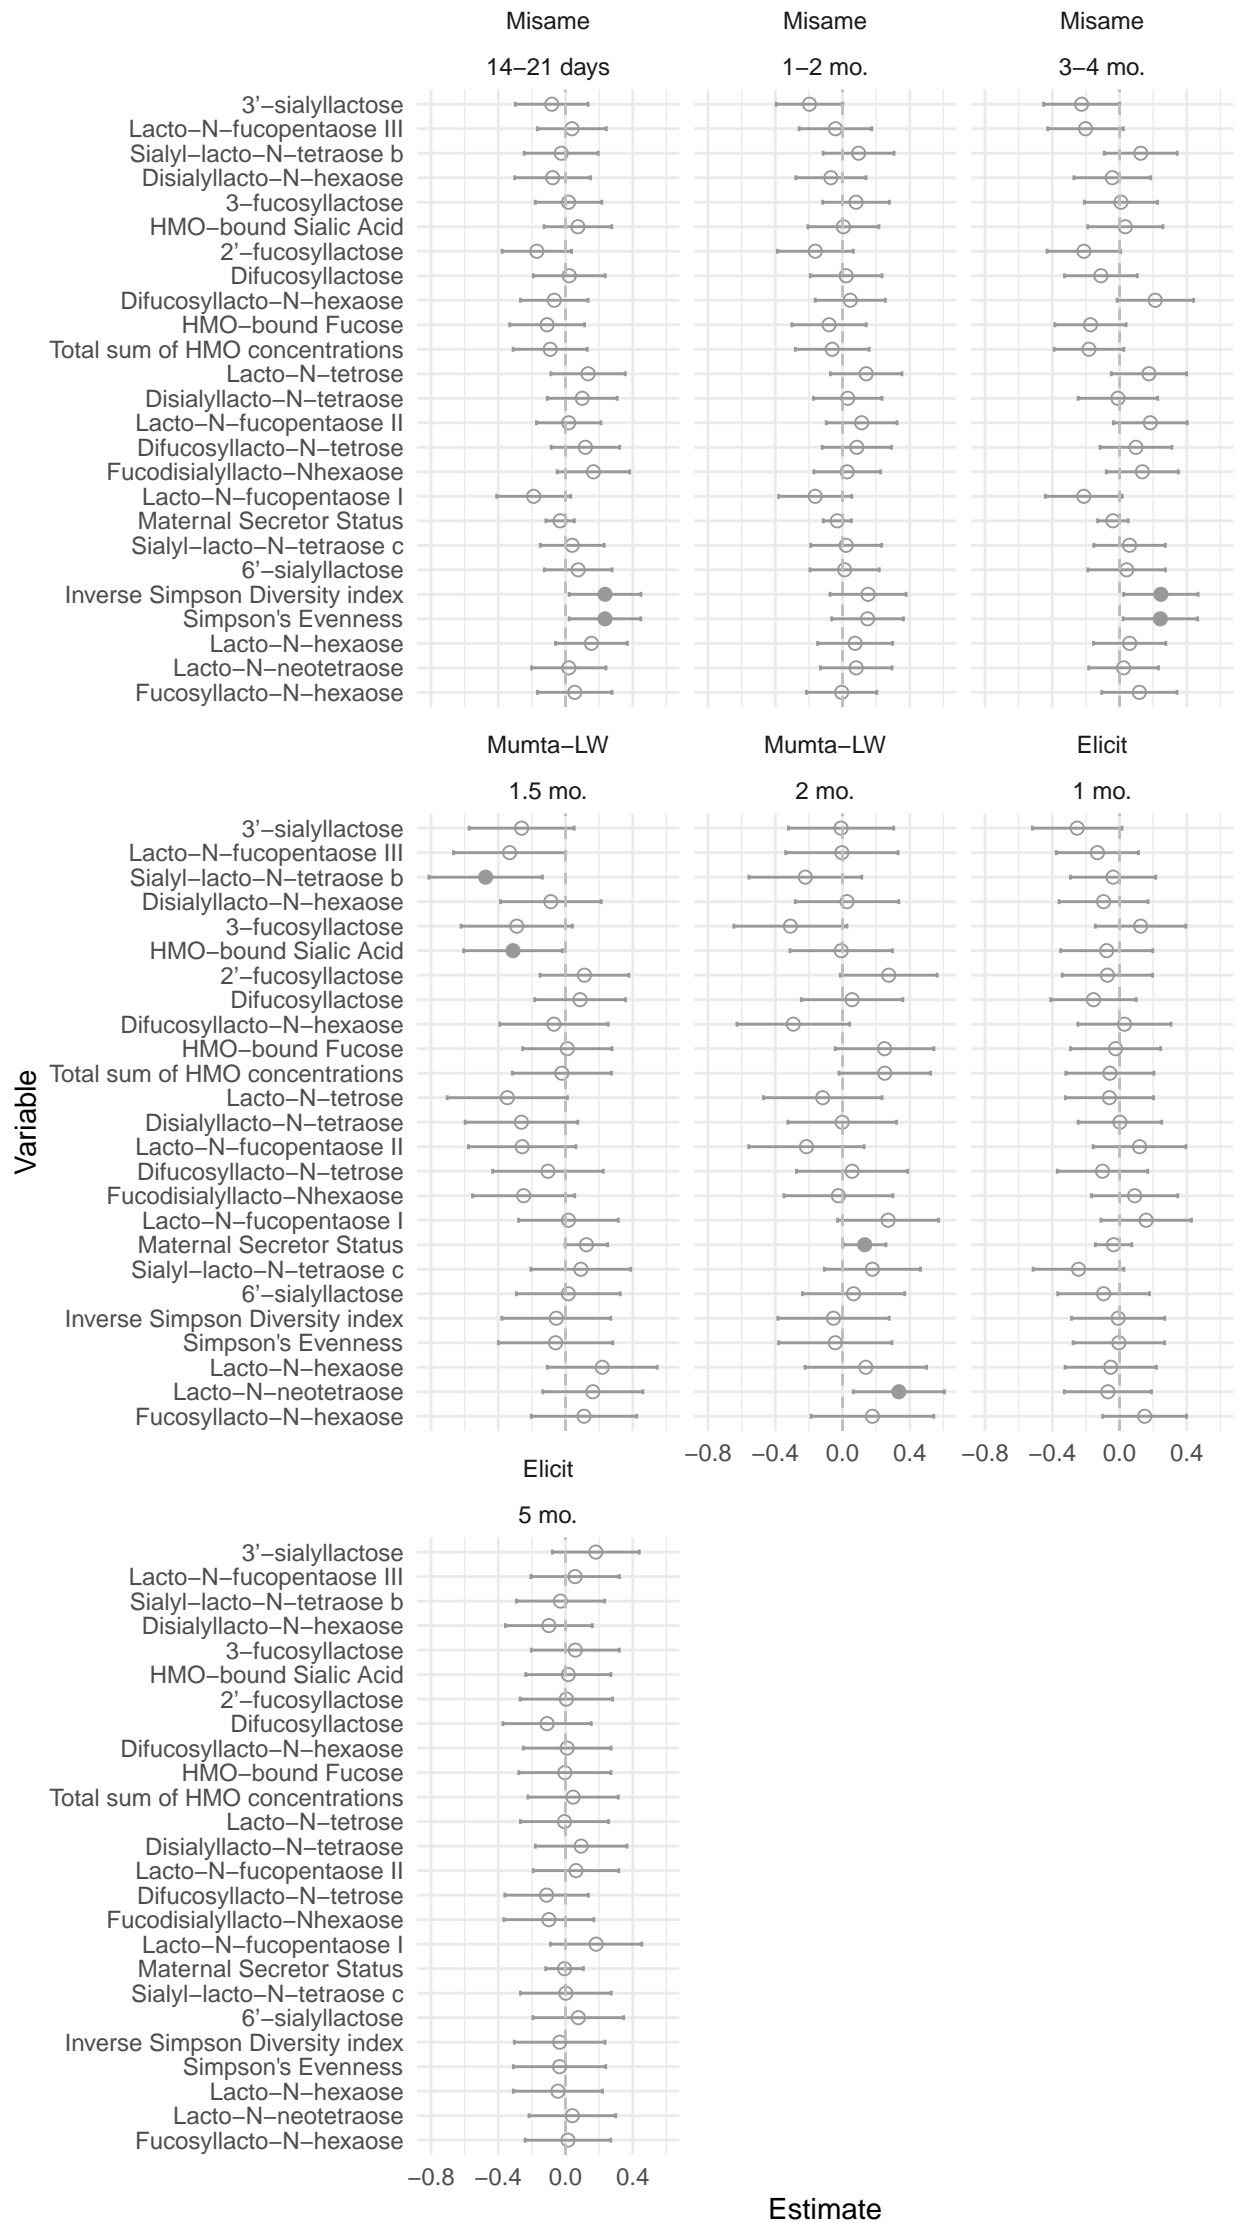 Misame
Misame
Misame
14−21 days
1−2 mo.
3−4 mo.
3’−sialyllactose
Lacto−N−fucopentaose III
Sialyl−lacto−N−tetraose b
Disialyllacto−N−hexaose
3−fucosyllactose
HMO−bound Sialic Acid
2’−fucosyllactose
Difucosyllactose
Difucosyllacto−N−hexaose
HMO−bound Fucose
Total sum of HMO concentrations
Lacto−N−tetrose
Disialyllacto−N−tetraose
Lacto−N−fucopentaose II
Difucosyllacto−N−tetrose
Fucodisialyllacto−Nhexaose
Lacto−N−fucopentaose I
Maternal Secretor Status
Sialyl−lacto−N−tetraose c
6’−sialyllactose
Inverse Simpson Diversity index
Simpson's Evenness
Lacto−N−hexaose
Lacto−N−neotetraose
Fucosyllacto−N−hexaose
Mumta−LW
Mumta−LW
Elicit
1.5 mo.
2 mo.
1 mo.
3’−sialyllactose
Lacto−N−fucopentaose III
Sialyl−lacto−N−tetraose b
Disialyllacto−N−hexaose
3−fucosyllactose
HMO−bound Sialic Acid
2’−fucosyllactose
Difucosyllactose
Difucosyllacto−N−hexaose
HMO−bound Fucose
Total sum of HMO concentrations
Lacto−N−tetrose
Disialyllacto−N−tetraose
Lacto−N−fucopentaose II
Difucosyllacto−N−tetrose
Fucodisialyllacto−Nhexaose
Lacto−N−fucopentaose I
Maternal Secretor Status
Sialyl−lacto−N−tetraose c
6’−sialyllactose
Inverse Simpson Diversity index
Simpson's Evenness
Lacto−N−hexaose
Lacto−N−neotetraose
Fucosyllacto−N−hexaose
Variable
−0.8 −0.4 0.0 0.4
−0.8 −0.4 0.0 0.4
Elicit
5 mo.
3’−sialyllactose
Lacto−N−fucopentaose III
Sialyl−lacto−N−tetraose b
Disialyllacto−N−hexaose
3−fucosyllactose
HMO−bound Sialic Acid
2’−fucosyllactose
Difucosyllactose
Difucosyllacto−N−hexaose
HMO−bound Fucose
Total sum of HMO concentrations
Lacto−N−tetrose
Disialyllacto−N−tetraose
Lacto−N−fucopentaose II
Difucosyllacto−N−tetrose
Fucodisialyllacto−Nhexaose
Lacto−N−fucopentaose I
Maternal Secretor Status
Sialyl−lacto−N−tetraose c
6’−sialyllactose
Inverse Simpson Diversity index
Simpson's Evenness
Lacto−N−hexaose
Lacto−N−neotetraose
Fucosyllacto−N−hexaose
−0.8 −0.4 0.0 0.4
Estimate